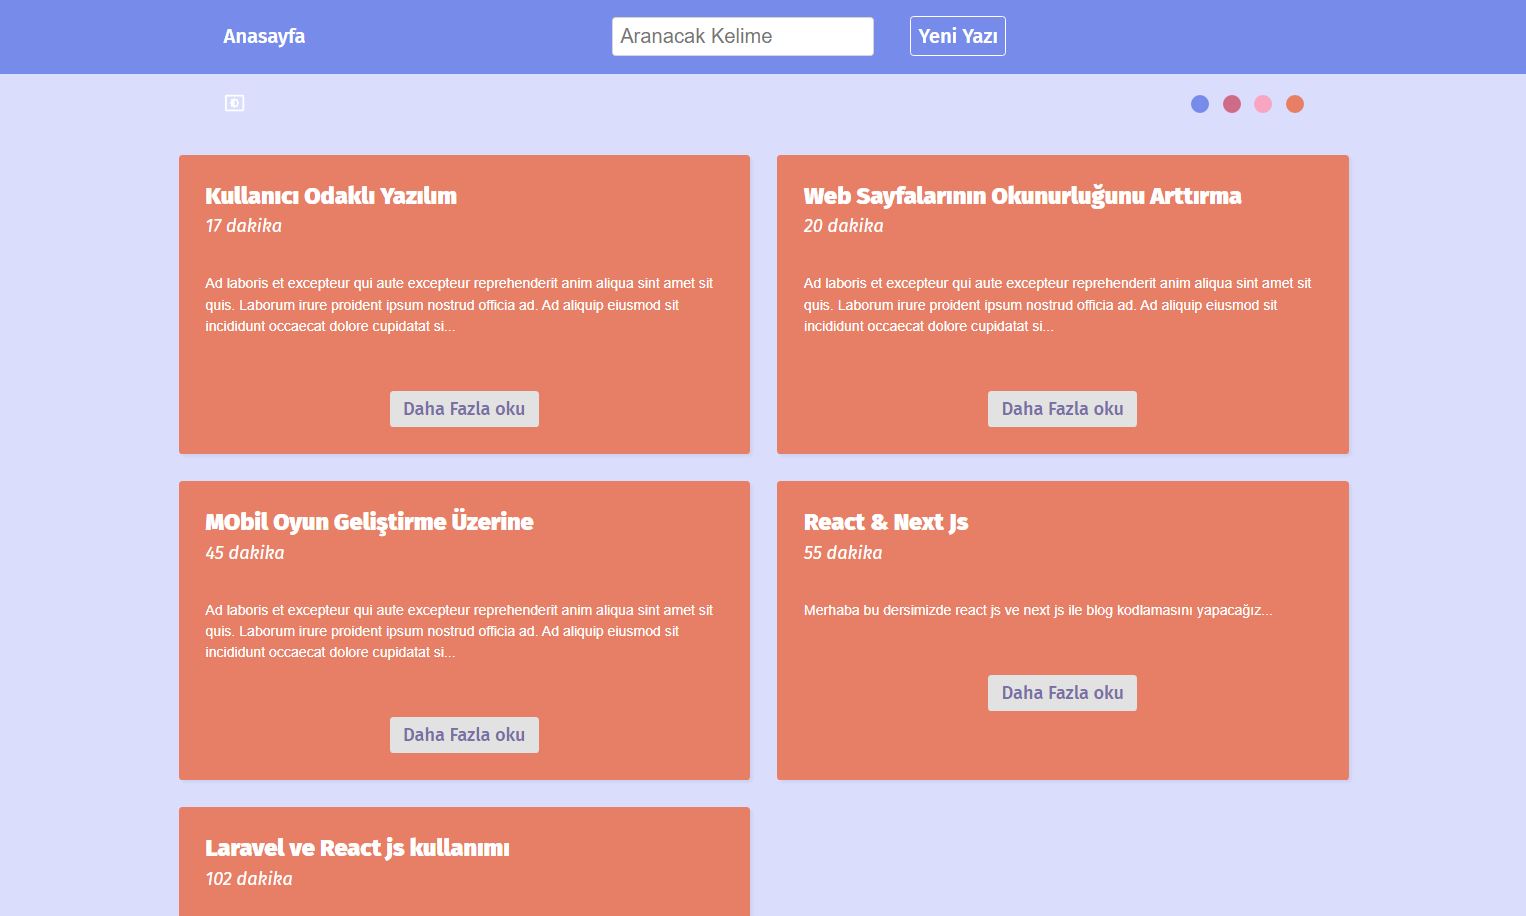 Anasayfa
Aranacak Kelime
Yeni Yazı
Kullanıcı Odaklı Yazılım
17 dakika
Ad laboris et excepteur qui aute excepteur reprehenderit anim aliqua sint amet sit
quis. Laborum irure proident ipsum nostrud officia ad. Ad aliquip eiusmod sit
incididunt occaecat dolore cupidatat si...
Daha Fazla oku
Web Sayfalarının Okunurluğunu Arttırma
20 dakika
Ad laboris et excepteur qui aute excepteur reprehenderit anim aliqua sint amet sit
quis. Laborum irure proident ipsum nostrud officia ad. Ad aliquip eiusmod sit
incididunt occaecat dolore cupidatat si...
Daha Fazla oku
MObil Oyun Geliştirme Üzerine
45 dakika
Ad laboris et excepteur qui aute excepteur reprehenderit anim aliqua sint amet sit
quis. Laborum irure proident ipsum nostrud officia ad. Ad aliquip eiusmod sit
incididunt occaecat dolore cupidatat si...
Daha Fazla oku
React & Next Js
55 dakika
Merhaba bu dersimizde react js ve next js ile blog kodlamasını yapacağız...
Daha Fazla oku
Laravel ve React js kullanımı
102 dakika